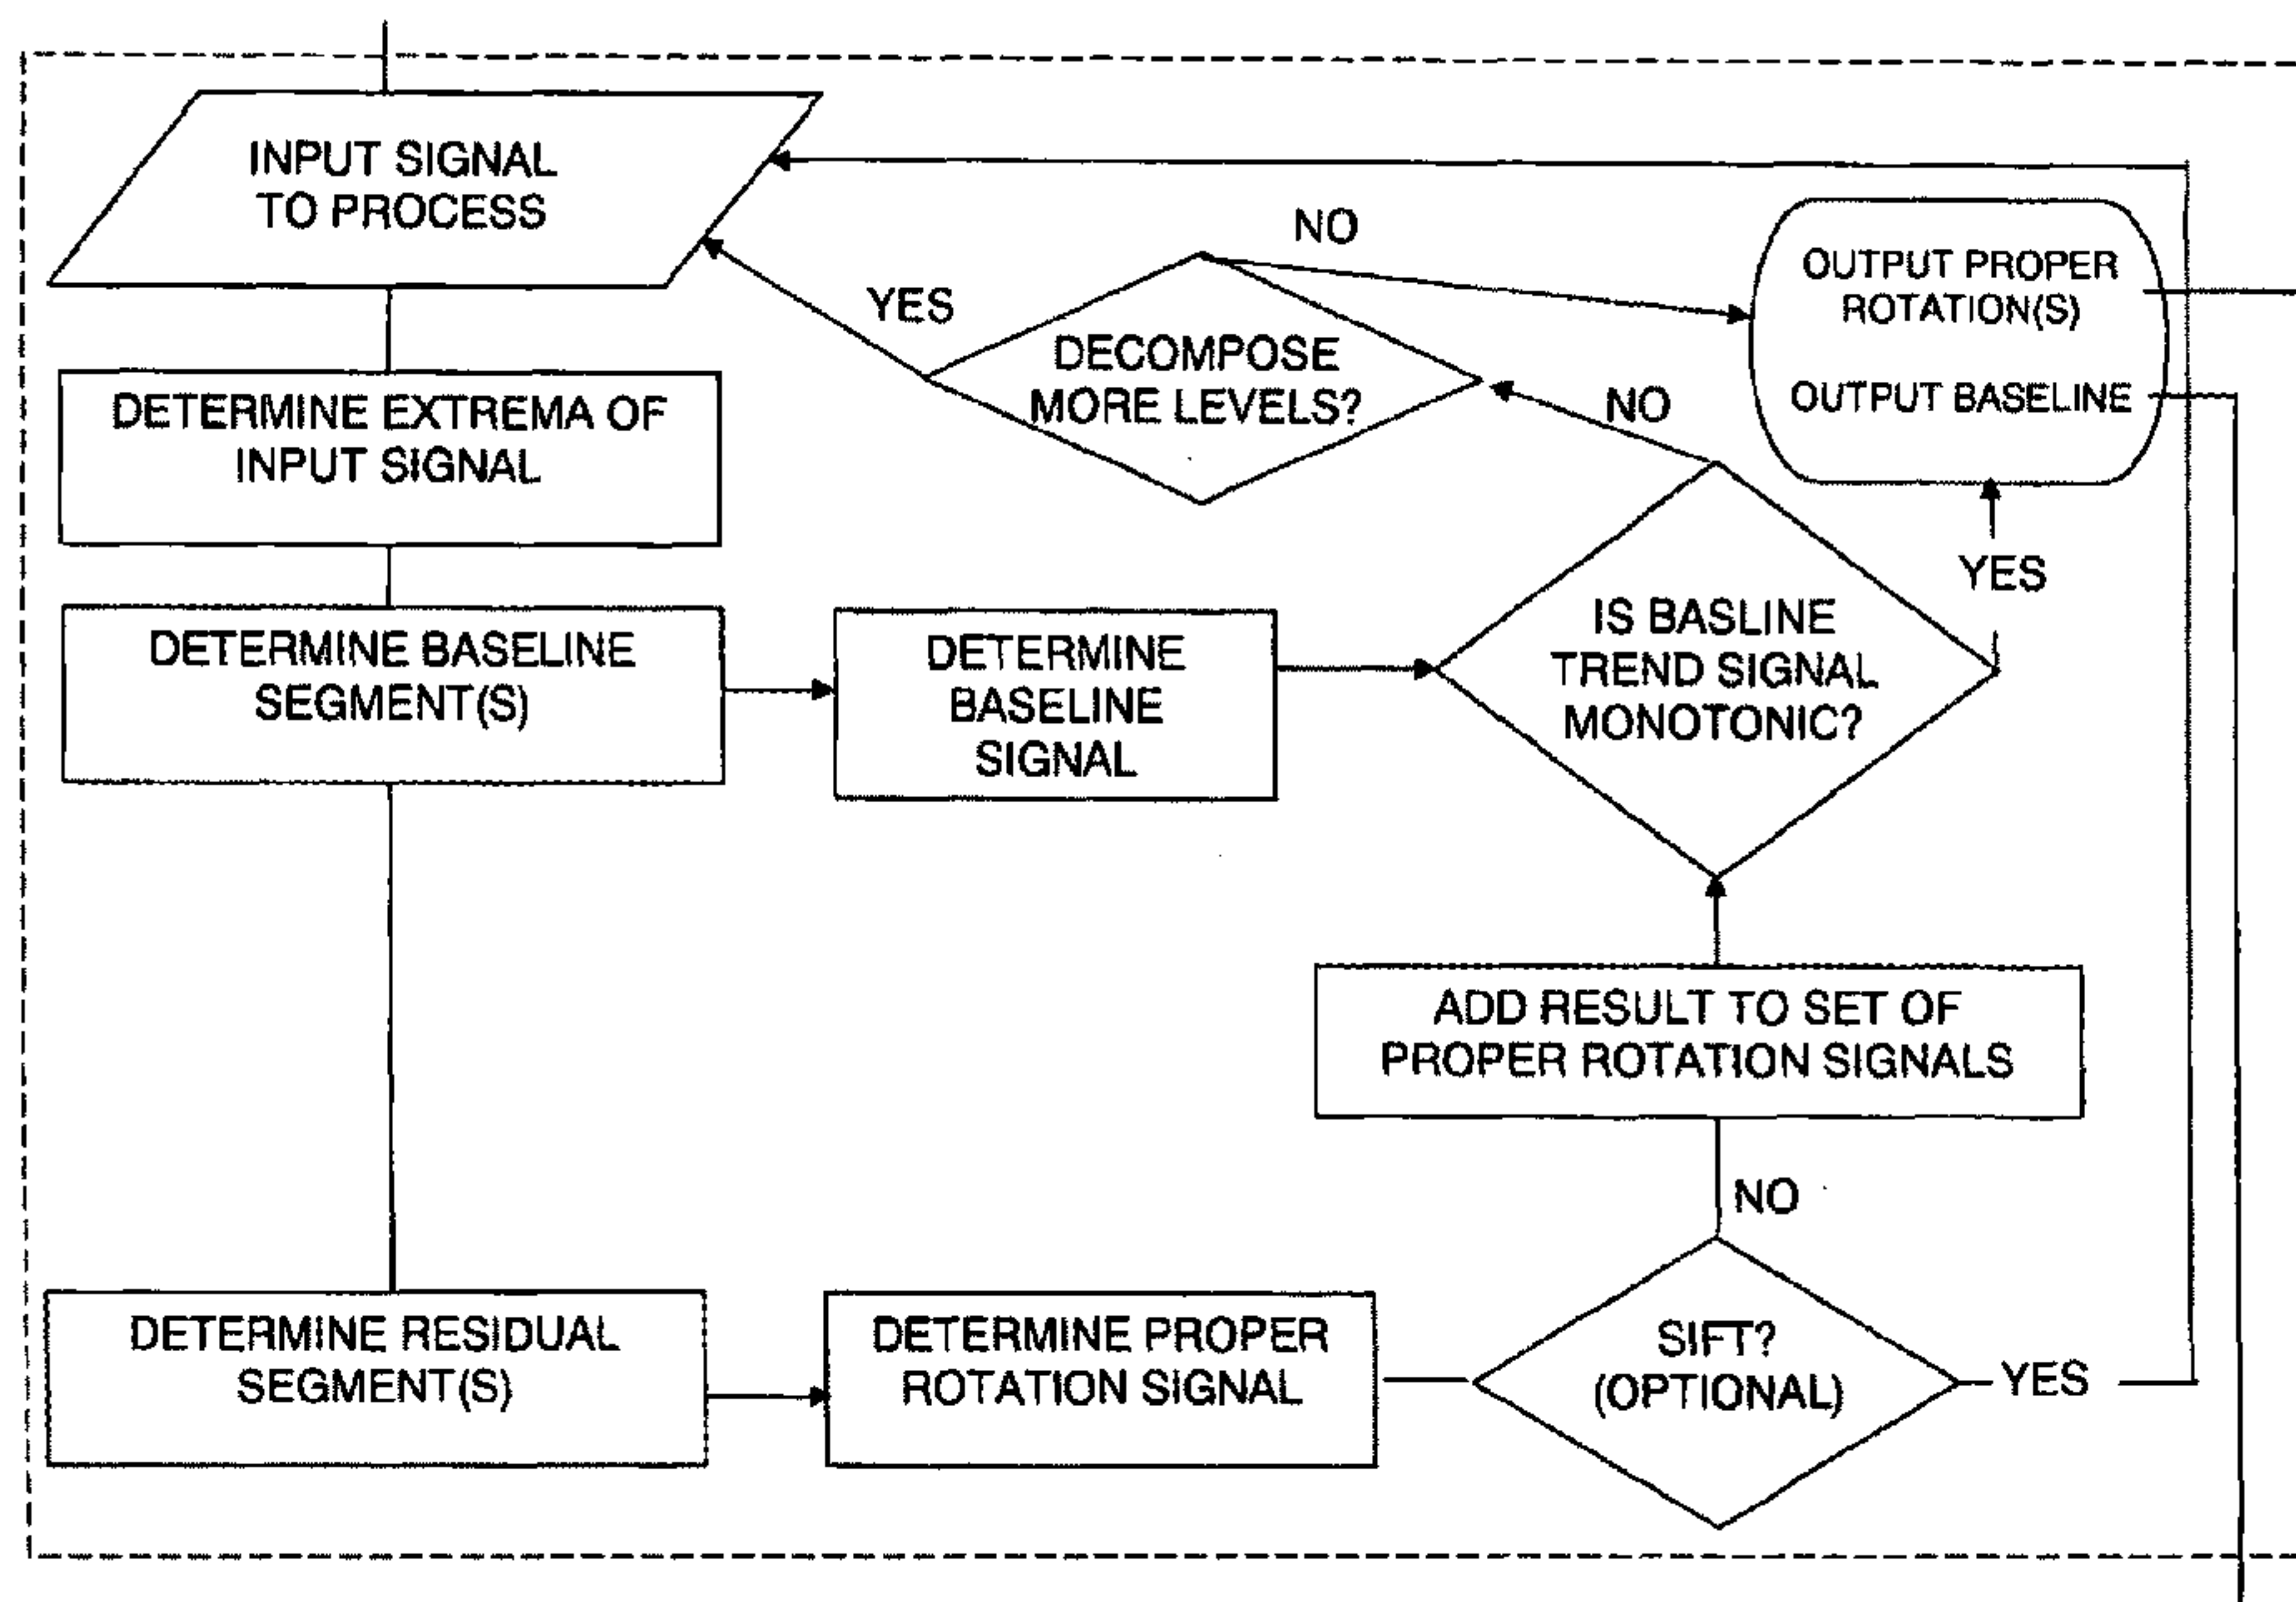 INPUT SIGNAL
TO PROCESS
NO
OUTPUT PROPER
ROTATION(S)
OUTPUT BASELINE
YES
DECOMPOSE
MORE LEVELS?
NO
DETERMINE EXTREMA OF
INPUT SIGNAL
YES
DETERMINE BASELINE
SEGMENT(S)
DETERMINE
BASELINE
SIGNAL
IS BASLINE
TREND SIGNAL
MONOTONIC?
ADD RESULT TO SET OF
PROPER ROTATION SIGNALS
NO
DETERMINE RESIDUAL
SEGMENT(S)
DETERMINE PROPER
ROTATION SIGNAL
SIFT?
(OPTIONAL)
YES